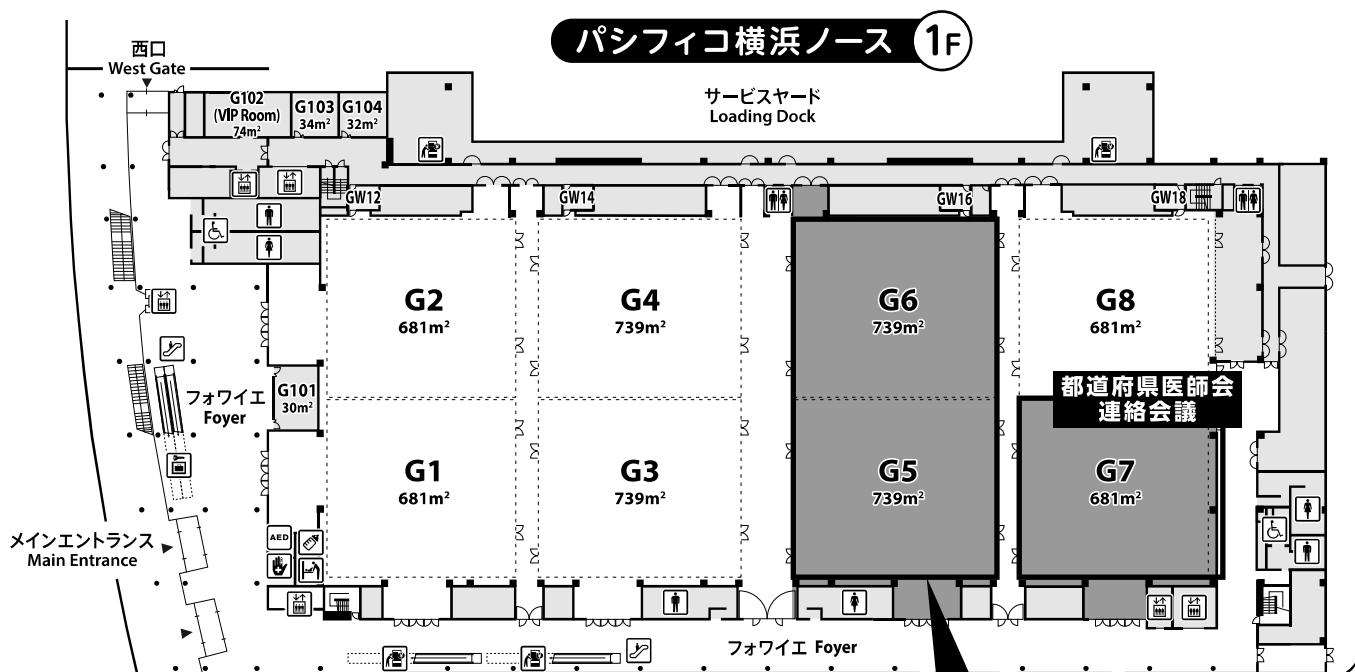 パシフィコ横浜ノース 1F
西口
West Gate
G102
(VIP Room)
74m²
G103
34m²
G104
32m²
サービスヤード
Loading Dock
GW12
GW14
GW16
GW18
G2
681m²
G4
739m²
G6
739m²
G8
681m²
フォワイエ
Foyer
G101
30m²
都道府県医師会
連絡会議
G1
681m²
G3
739m²
G5
739m²
G7
681m²
メインエントランス
Main Entrance
AED
フォワイエ Foyer